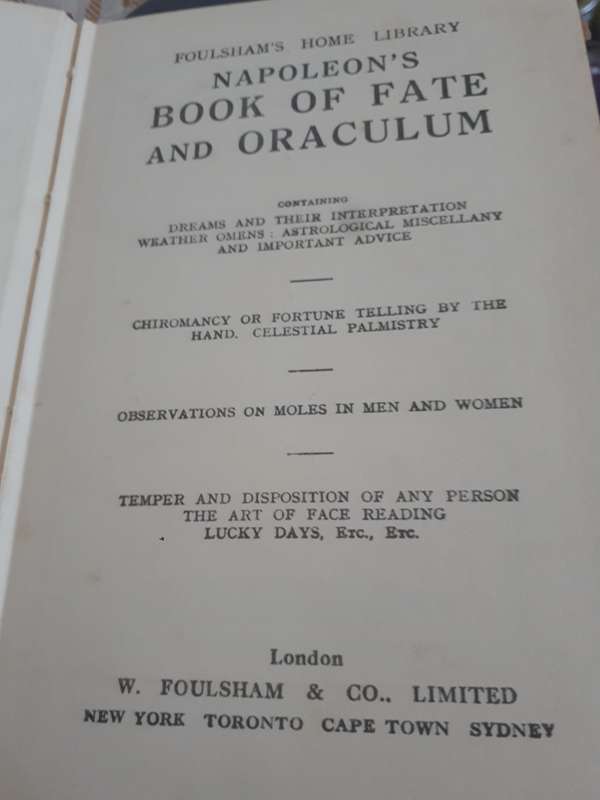 FOULSHAM'S HOME LIBRARY
NAPOLEON'S
BOOK OF FATE
AND ORACULUM
CONTAINING
DREAMS AND THEIR INTERPRETATION
WEATHER OMENS : ASTROLOGICAL MISCELLANY
AND IMPORTANT ADVICE
CHIROMANCY OR FORTUNE TELLING BY THE
HAND. CELESTIAL PALMISTRY
OBSERVATIONS ON MOLES IN MEN AND WOMEN
TEMPER AND DISPOSITION OF ANY PERSON
THE ART OF FACE READING
LUCKY DAYS, ETC., ETC.
London
W. FOULSHAM & CO., LIMITED
NEW YORK TORONTO CAPE TOWN SYDNEY